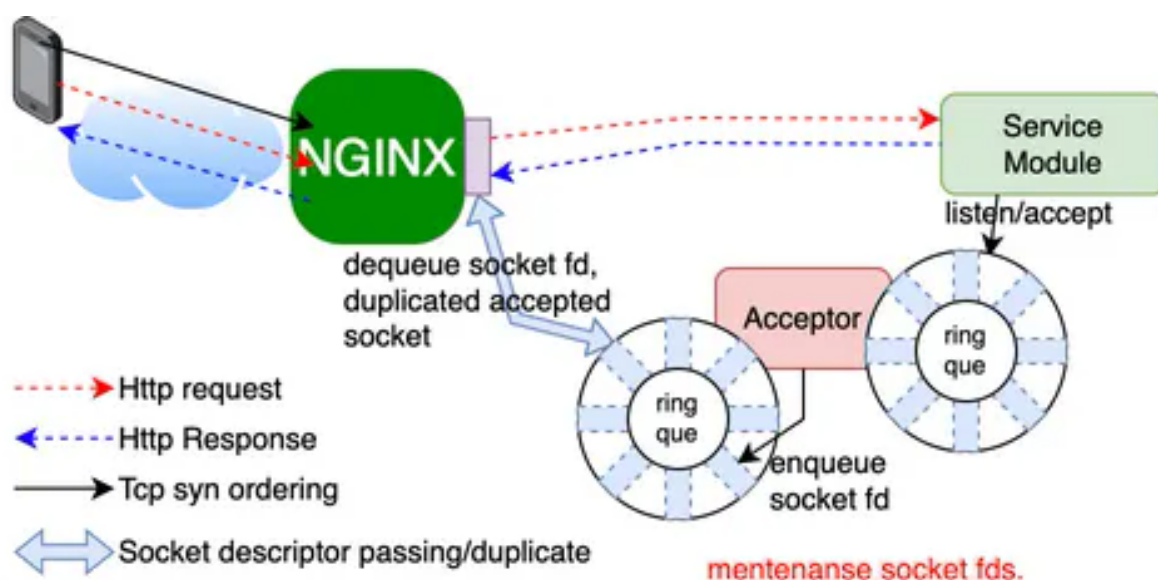 NGINX
Service
Module
listen/accept
dequeue socket fd,
duplicated accepted
socket
Acceptor
ring
que
ring
que
enqueue
socket fd
Http request
Http Response
Tcp syn ordering
Socket descriptor passing/duplicate
mentenanse socket fds.